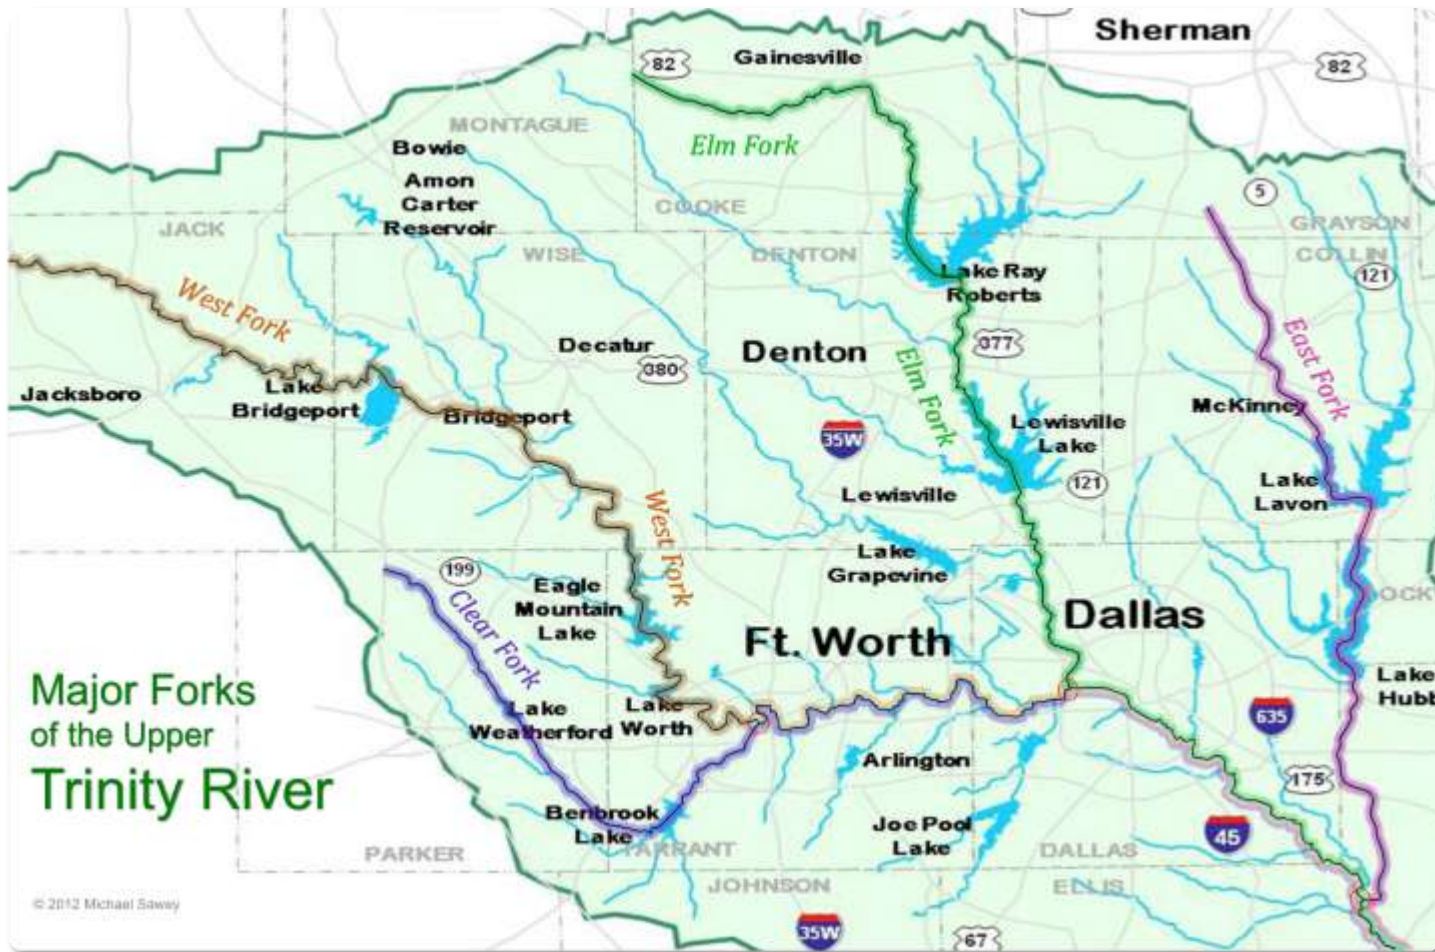 Sherman
Gainesville
82
82
MONTAGUE
Elm Fork
Bowie
Amon
Carter
Reservoir
5
COOKE
JACK
GRAYSON
WISE
DENTON
COLLIN
121
Lake Ray
Roberts
West Fork
377
Decatur
Denton
380
Elm Fork
East Fork
Jacksboro
Lake
Bridgeport
Bridgeport
McKinney
Lewisville
Lake
35W
121
Lake
Lavon
Lewisville
West Fork
Lake
Grapevine
199
Clear Fork
Eagle
Mountain
Lake
OCK
Dallas
Ft. Worth
Major Forks
of the Upper
Trinity River
Lake
Hubb
Lake
Weatherford
Lake
Worth
635
Arlington
175
Benbrook
Lake
Joe Pool
Lake
45
PARKER
TARRANT
DALLAS
JOHNSON
ELLIS
© 2012 Michael Sawey
35W
67